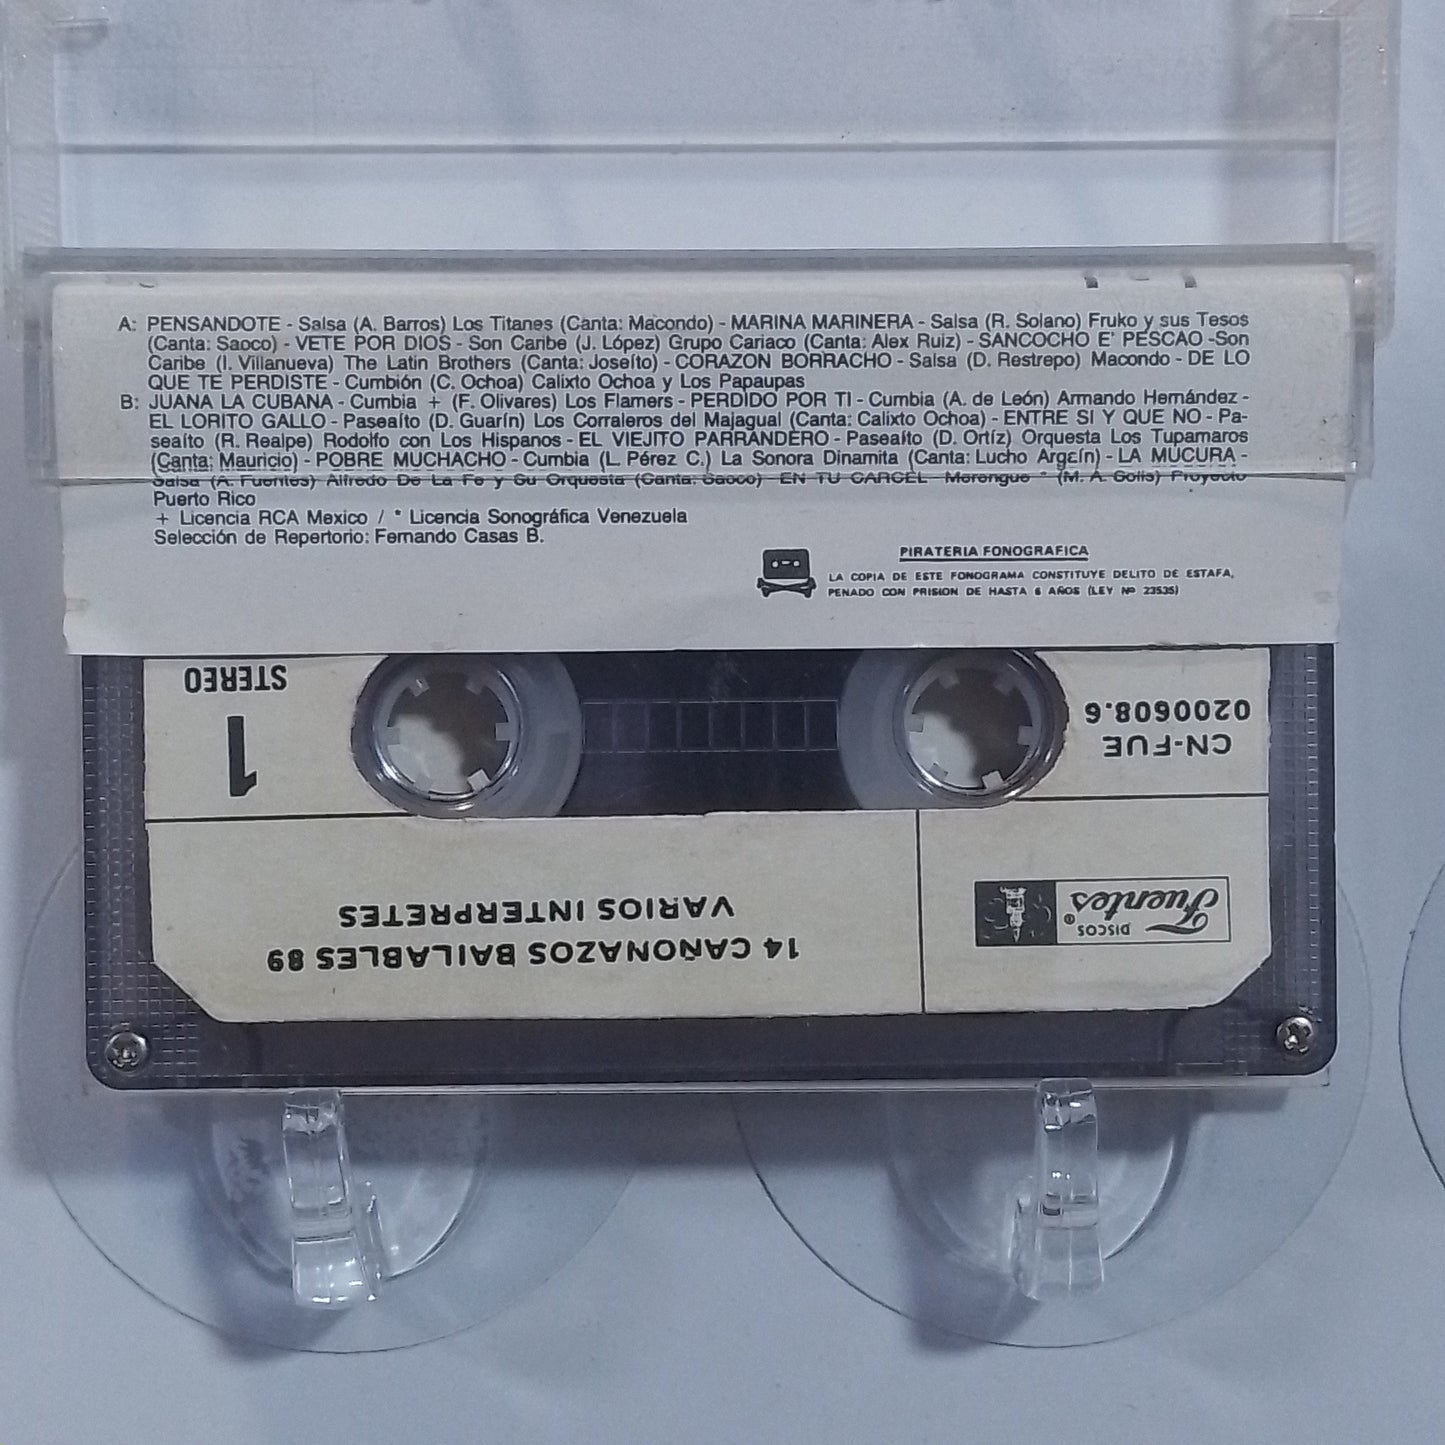 A: PENSANDOTE - Salsa (A. Barros) Los Titanes (Canta: Macondo) - MARINA MARINERA - Salsa (R. Solano) Fruko y sus Tesos
(Canta: Saoco) - VETE POR DIOS - Son Caribe (J. López) Grupo Cariaco (Canta: Alex Ruiz) - SANCOCHO E' PESCAO -Son
Caribe (I. Villanueva) The Latin Brothers (Canta: Joseíto) - CORAZON BORRACHO - Salsa (D. Restrepo) Macondo - DE LO
QUE TE PERDISTE - Cumbión (C. Ochoa) Calixto Ochoa y Los Papaupas
B: JUANA LA CUBANA - Cumbia + (F. Olivares) Los Flamers - PERDIDO POR TI - Cumbia (A. de León) Armando Hernández -
EL LORITO GALLO - Paseaíto (D. Guarín) Los Corraleros del Majagual (Canta: Calixto Ochoa) - ENTRE SI Y QUE NO - Pa-
seaíto (R. Realpe) Rodolfo con Los Hispanos - EL VIEJITO PARRANDERO - Paseaíto (D. Ortíz) Orquesta Los Tupamaros
(Canta: Mauricio) - POBRE MUCHACHO - Cumbia (L. Pérez C.) La Sonora Dinamita (Canta: Lucho Argaín) - LA MUCURA -
Salsa (A. Fuentes) Alfredo De La Fe y Su Orquesta (Canta: Saoco) - EN TU CARCEL - Merengue * (M. A. Solís) Proyecto
Puerto Rico
+ Licencia RCA Mexico / * Licencia Sonográfica Venezuela
Selección de Repertorio: Fernando Casas B.
PIRATERIA FONOGRAFICA
LA COPIA DE ESTE FONOGRAMA CONSTITUYE DELITO DE ESTAFA,
PENADO CON PRISION DE HASTA 6 AÑOS (LEY Nº 23535)
DISCOS
Fuentes®
14 CAÑONAZOS BAILABLES 89
VARIOS INTERPRETES
CN-FUE
0200608.6
1
STEREO